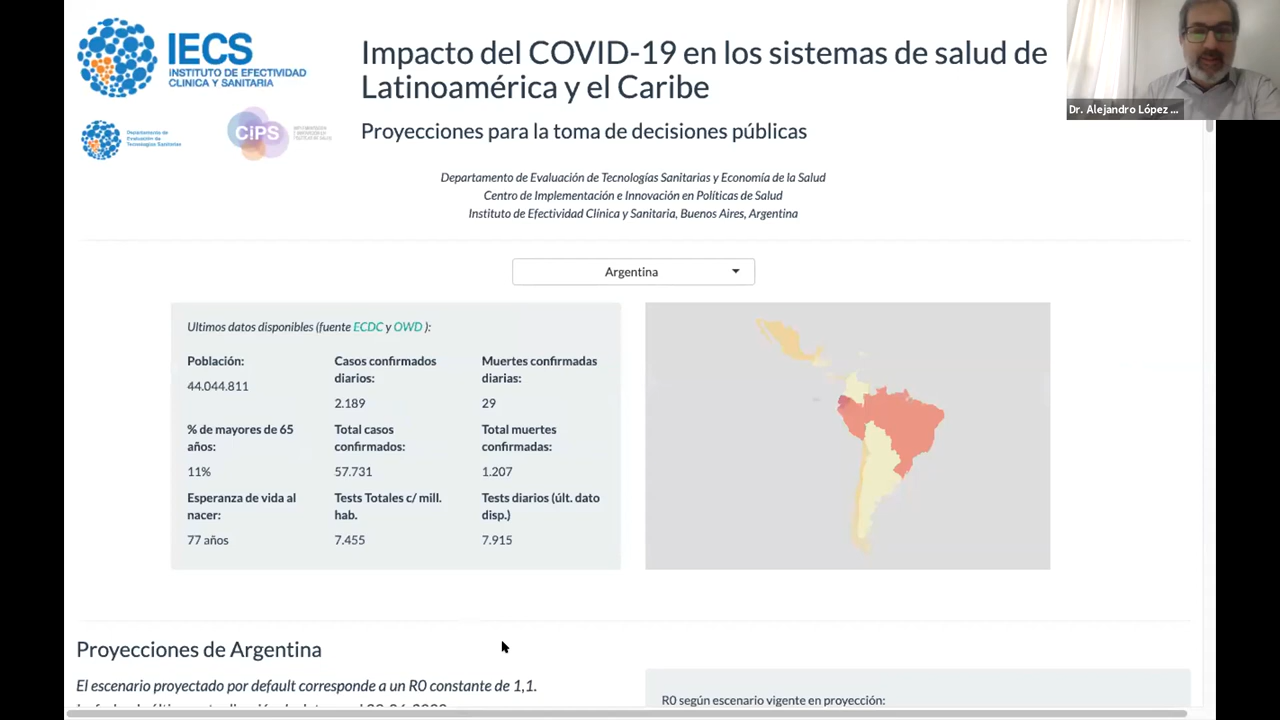 IECS
INSTITUTO DE EFECTIVIDAD
CLÍNICA Y SANITARIA
Departamento de
Evaluación de
Tecnologías Sanitarias
CiPS
Impacto del COVID-19 en los sistemas de salud de
Latinoamérica y el Caribe
Proyecciones para la toma de decisiones públicas
Dr. Alejandro López ...
Departamento de Evaluación de Tecnologías Sanitarias y Economía de la Salud
Centro de Implementación e Innovación en Políticas de Salud
Instituto de Efectividad Clínica y Sanitaria, Buenos Aires, Argentina
Argentina
Ultimos datos disponibles (fuente ECDC y OWD ):
Población:
44.044.811
Casos confirmados
diarios:
2.189
Muertes confirmadas
diarias:
29
% de mayores de 65
años:
11%
Total casos
confirmados:
57.731
Total muertes
confirmadas:
1.207
Esperanza de vida al
nacer:
77 años
Tests Totales c/ mill.
hab.
7.455
Tests diarios (últ. dato
disp.)
7.915
Proyecciones de Argentina
El escenario proyectado por default corresponde a un R0 constante de 1,1.
R0 según escenario vigente en proyección: